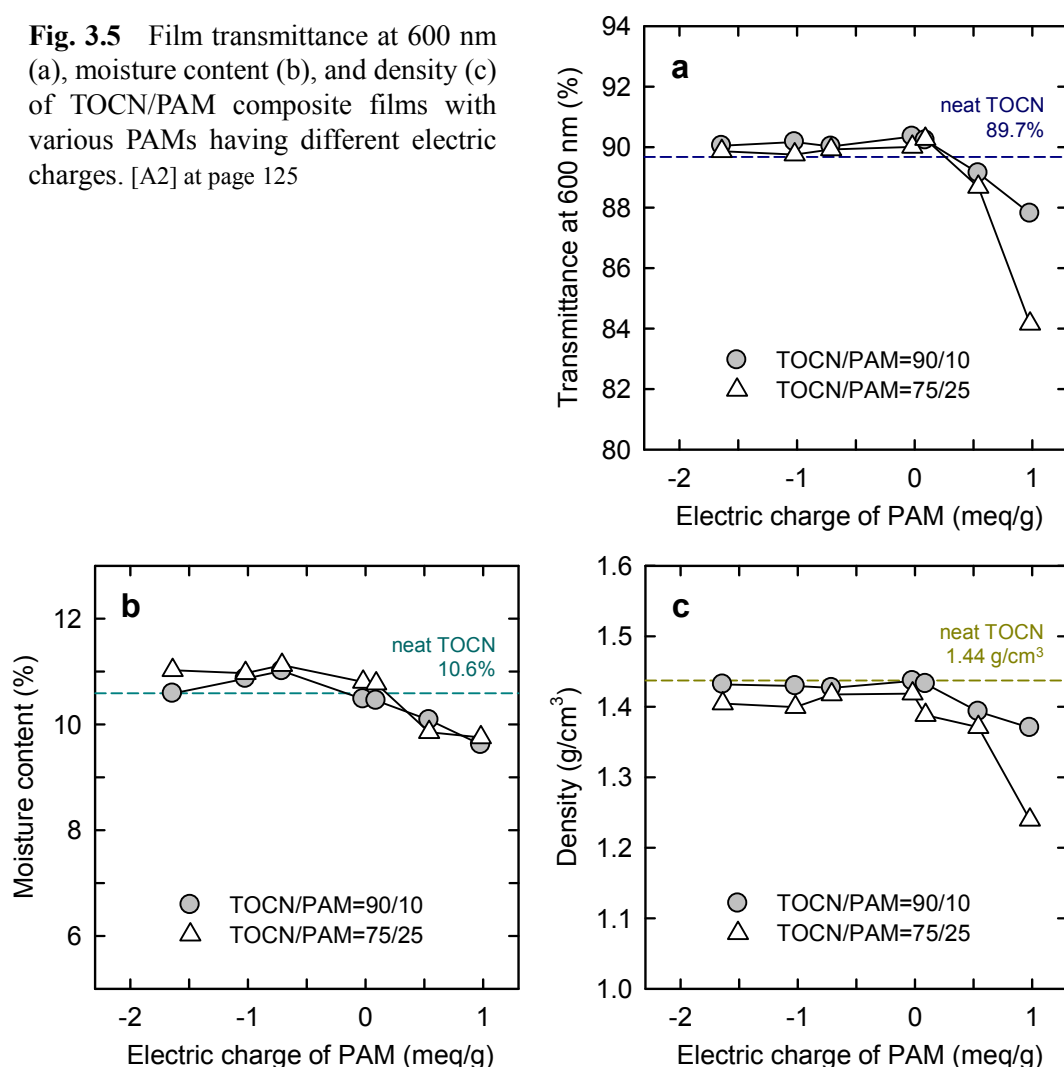 Fig. 3.5 Film transmittance at 600 nm
(a), moisture content (b), and density (c)
of TOCN/PAM composite films with
various PAMs having different electric
charges. [A2] at page 125
a
Transmittance at 600 nm (%)
94
92
90
88
86
84
82
80
neat TOCN
89.7%
TOCN/PAM=90/10
TOCN/PAM=75/25
-2 -1 0 1
Electric charge of PAM (meq/g)
b
Moisture content (%)
12
10
8
6
neat TOCN
10.6%
TOCN/PAM=90/10
TOCN/PAM=75/25
-2 -1 0 1
Electric charge of PAM (meq/g)
c
Density (g/cm³)
1.6
1.5
1.4
1.3
1.2
1.1
1.0
neat TOCN
1.44 g/cm³
TOCN/PAM=90/10
TOCN/PAM=75/25
-2 -1 0 1
Electric charge of PAM (meq/g)